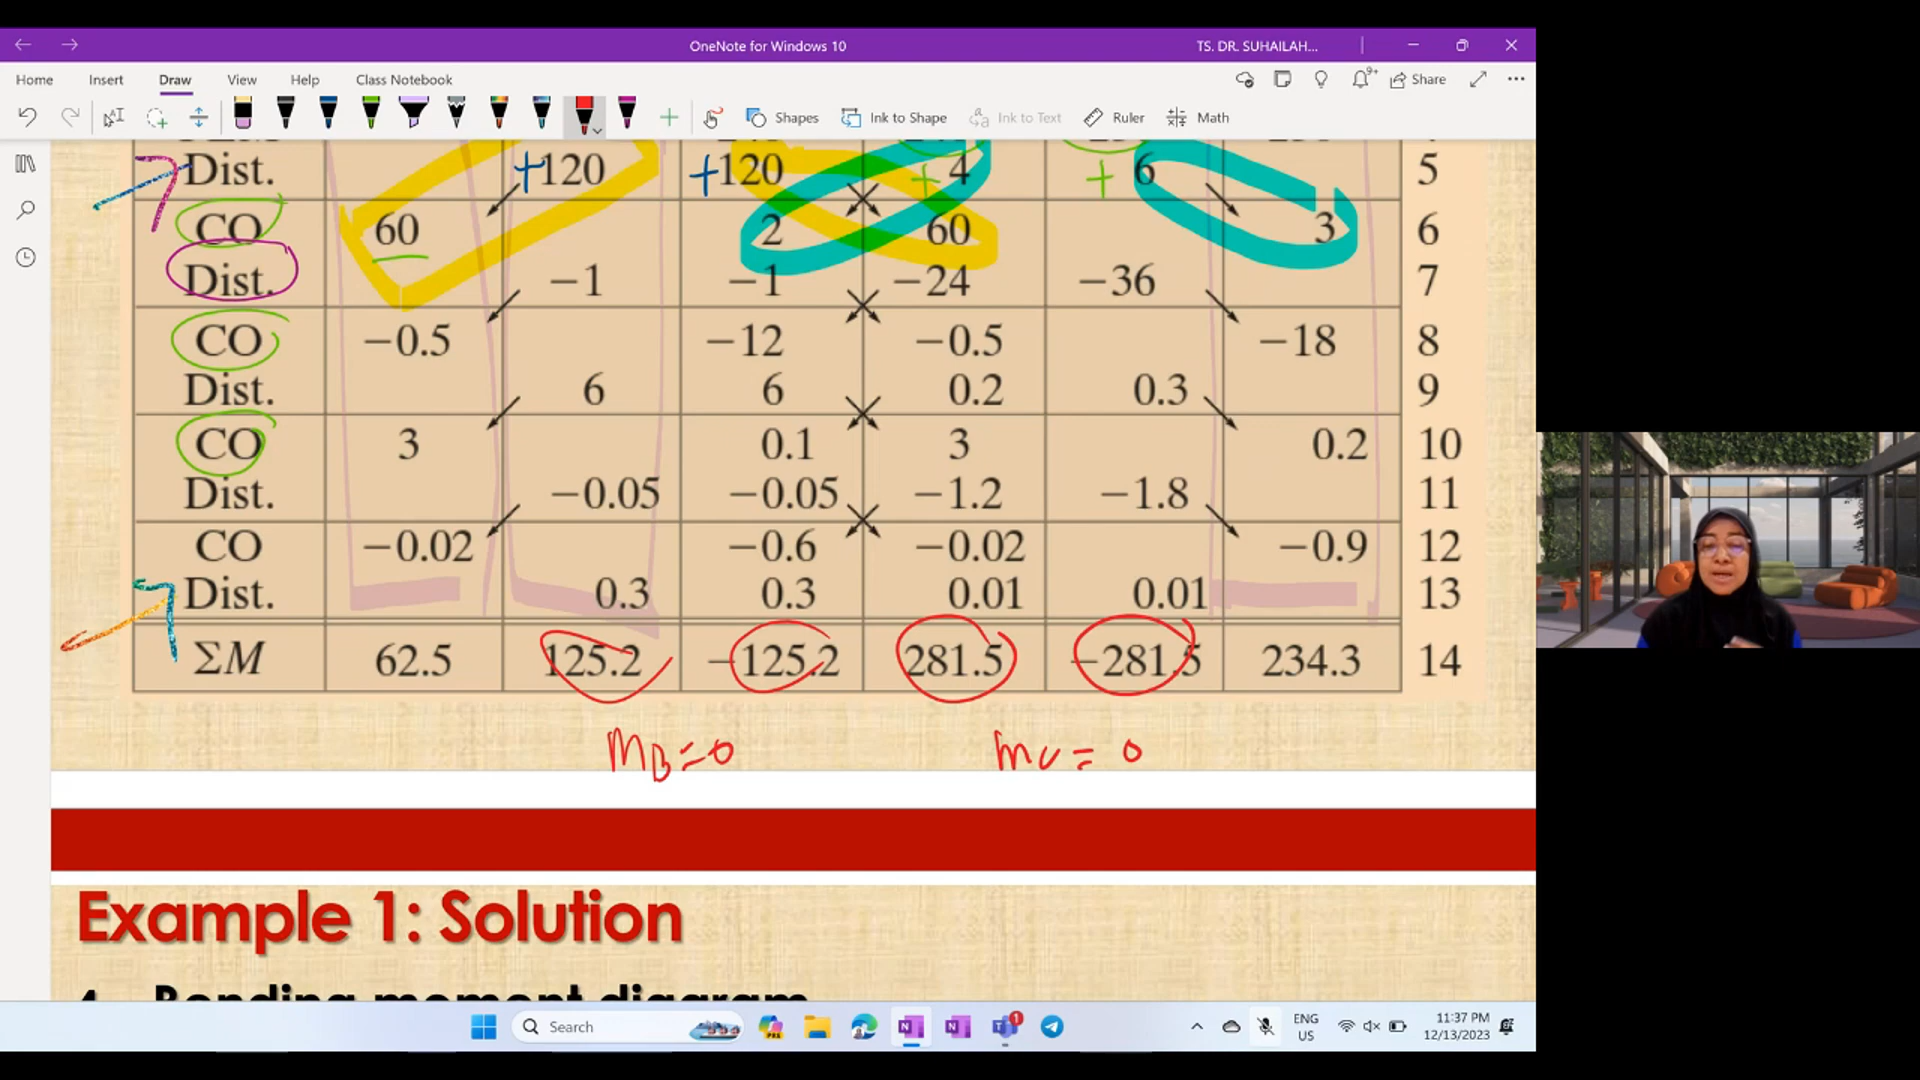 OneNote for Windows 10
TS. DR. SUHAILAH...
Home Insert Draw View Help Class Notebook
9+ Share
Shapes Ink to Shape Ink to Text Ruler Math
Dist. +120 +120 + 4 + 6 5
CO 60 2 60 3 6
Dist. −1 −1 −24 −36 7
CO −0.5 −12 −0.5 −18 8
Dist. 6 6 0.2 0.3 9
CO 3 0.1 3 0.2 10
Dist. −0.05 −0.05 −1.2 −1.8 11
CO −0.02 −0.6 −0.02 −0.9 12
Dist. 0.3 0.3 0.01 0.01 13
ΣM 62.5 125.2 −125.2 281.5 −281.5 234.3 14
MB=0 mc= 0
Example 1: Solution
Bending moment diagram
Search
1
ENG
US
11:37 PM
12/13/2023